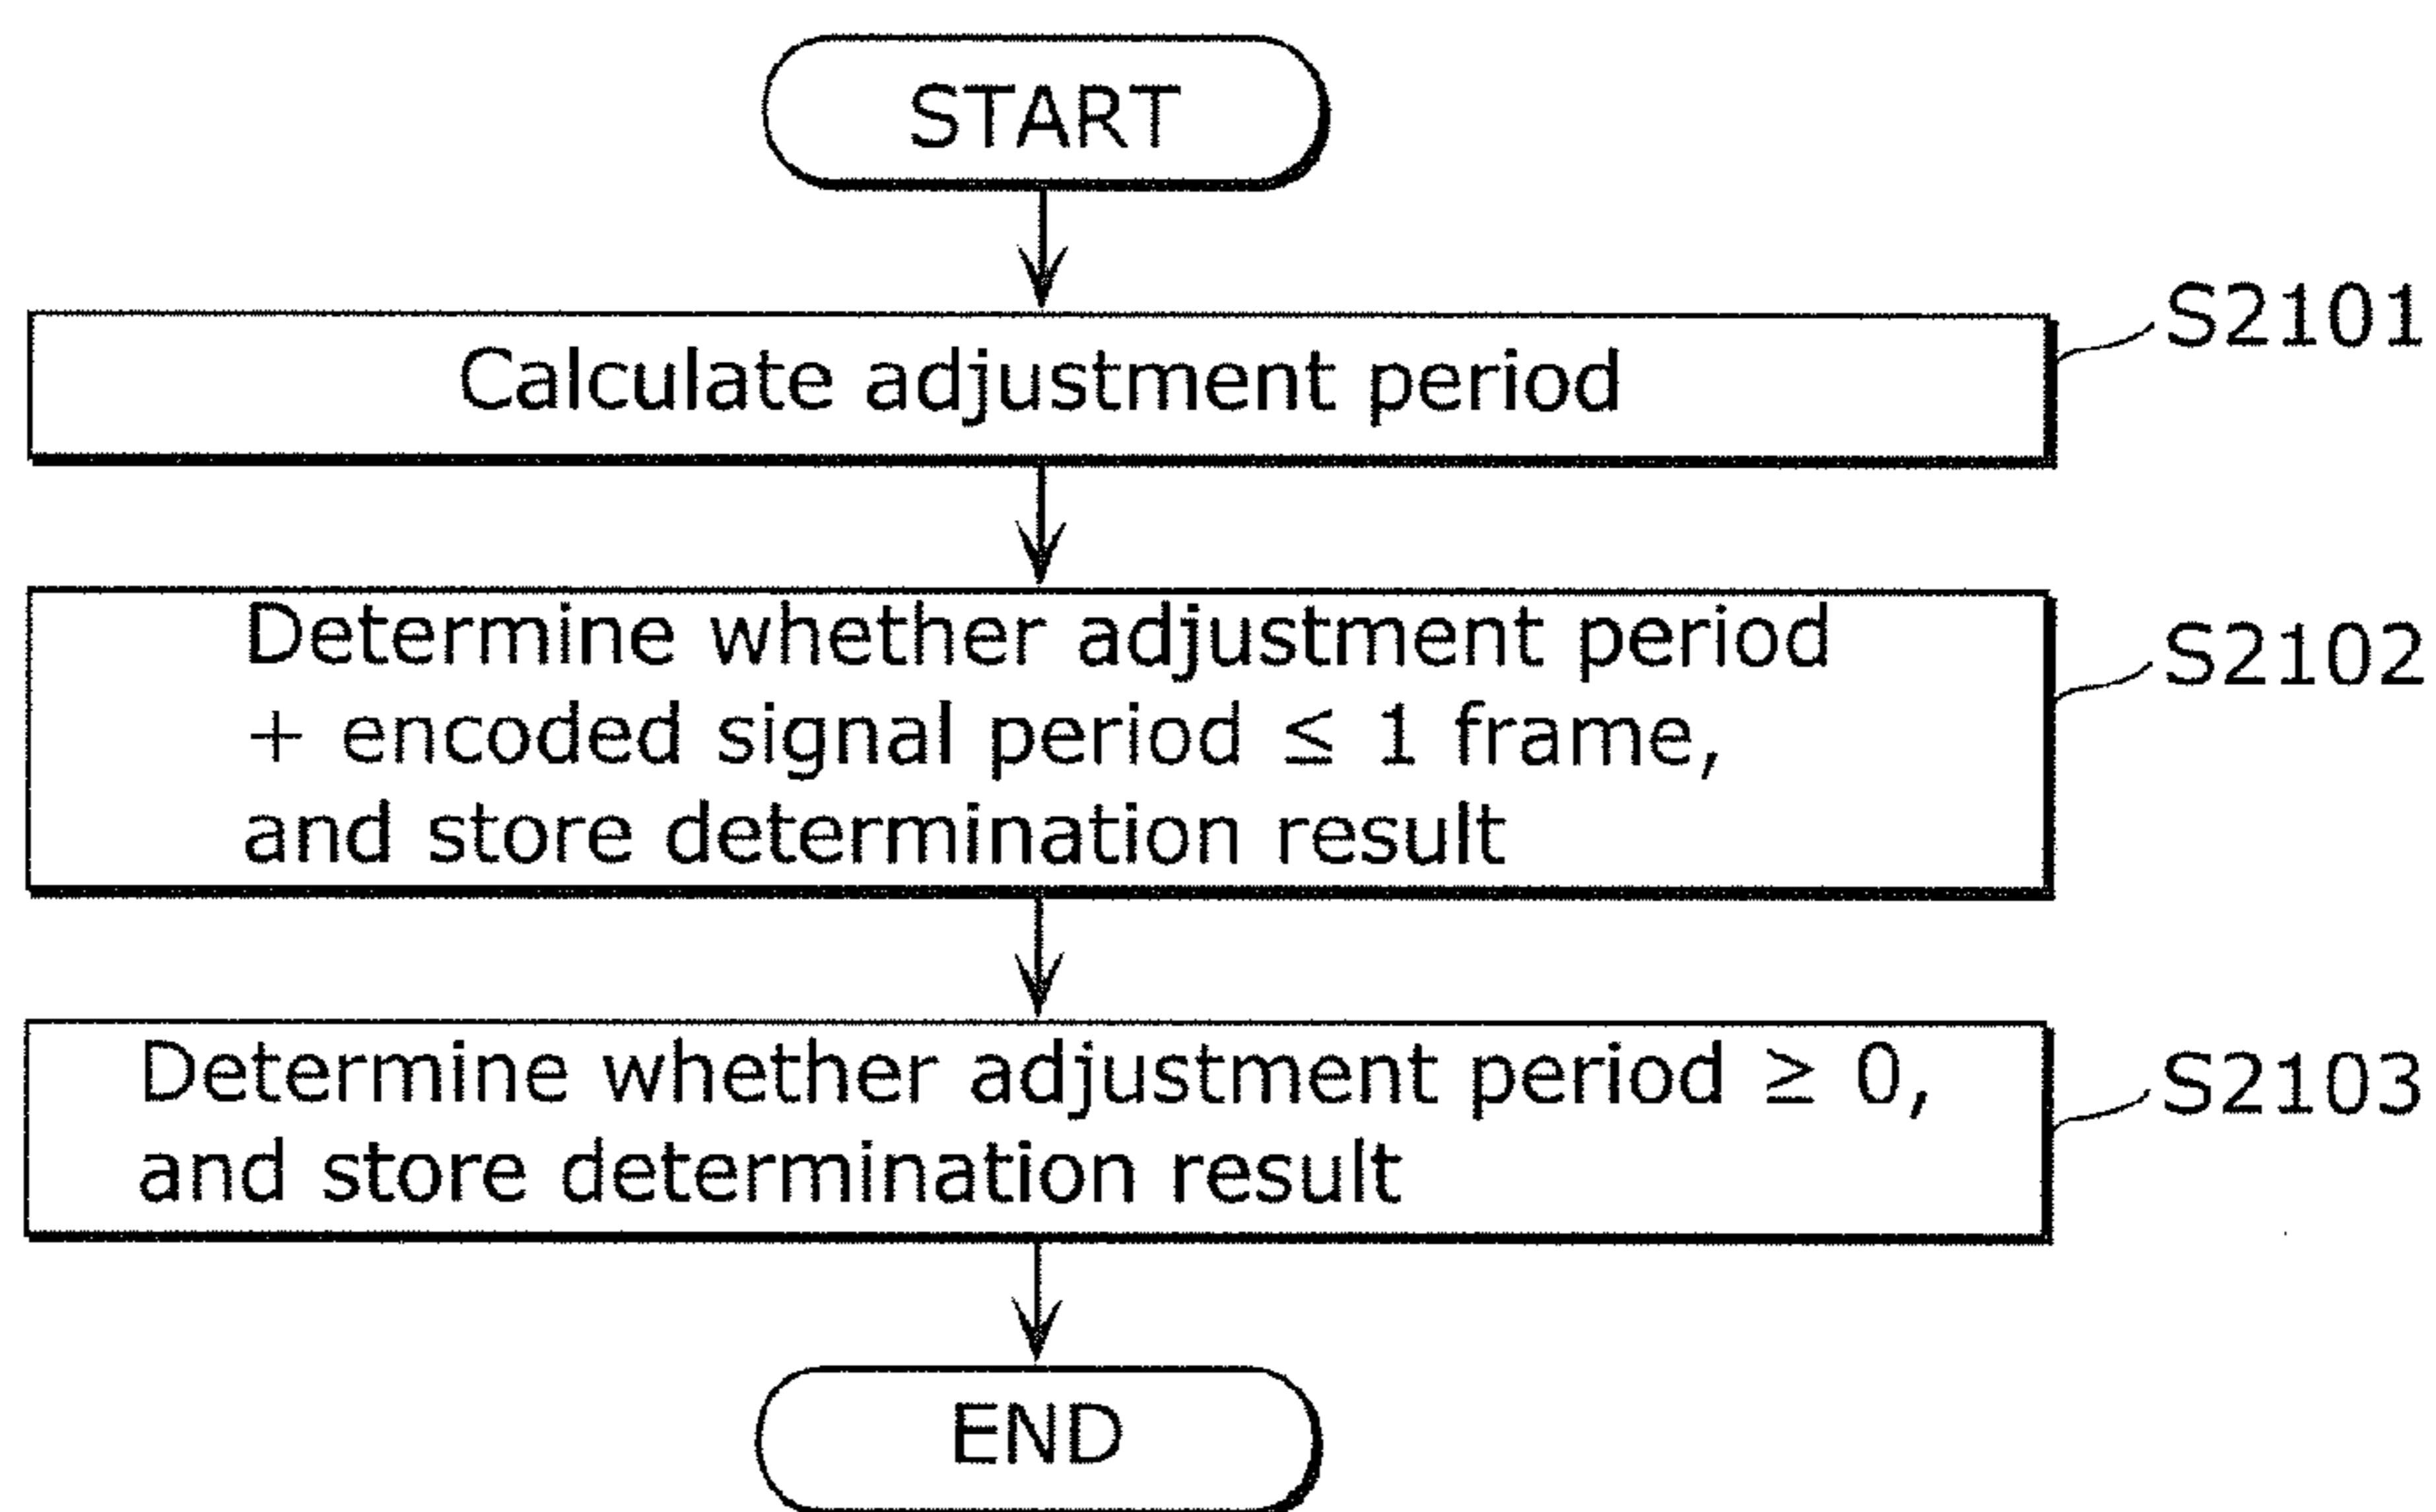 START
Calculate adjustment period
S2101
Determine whether adjustment period
+ encoded signal period ≤ 1 frame,
and store determination result
S2102
Determine whether adjustment period ≥ 0,
and store determination result
S2103
END